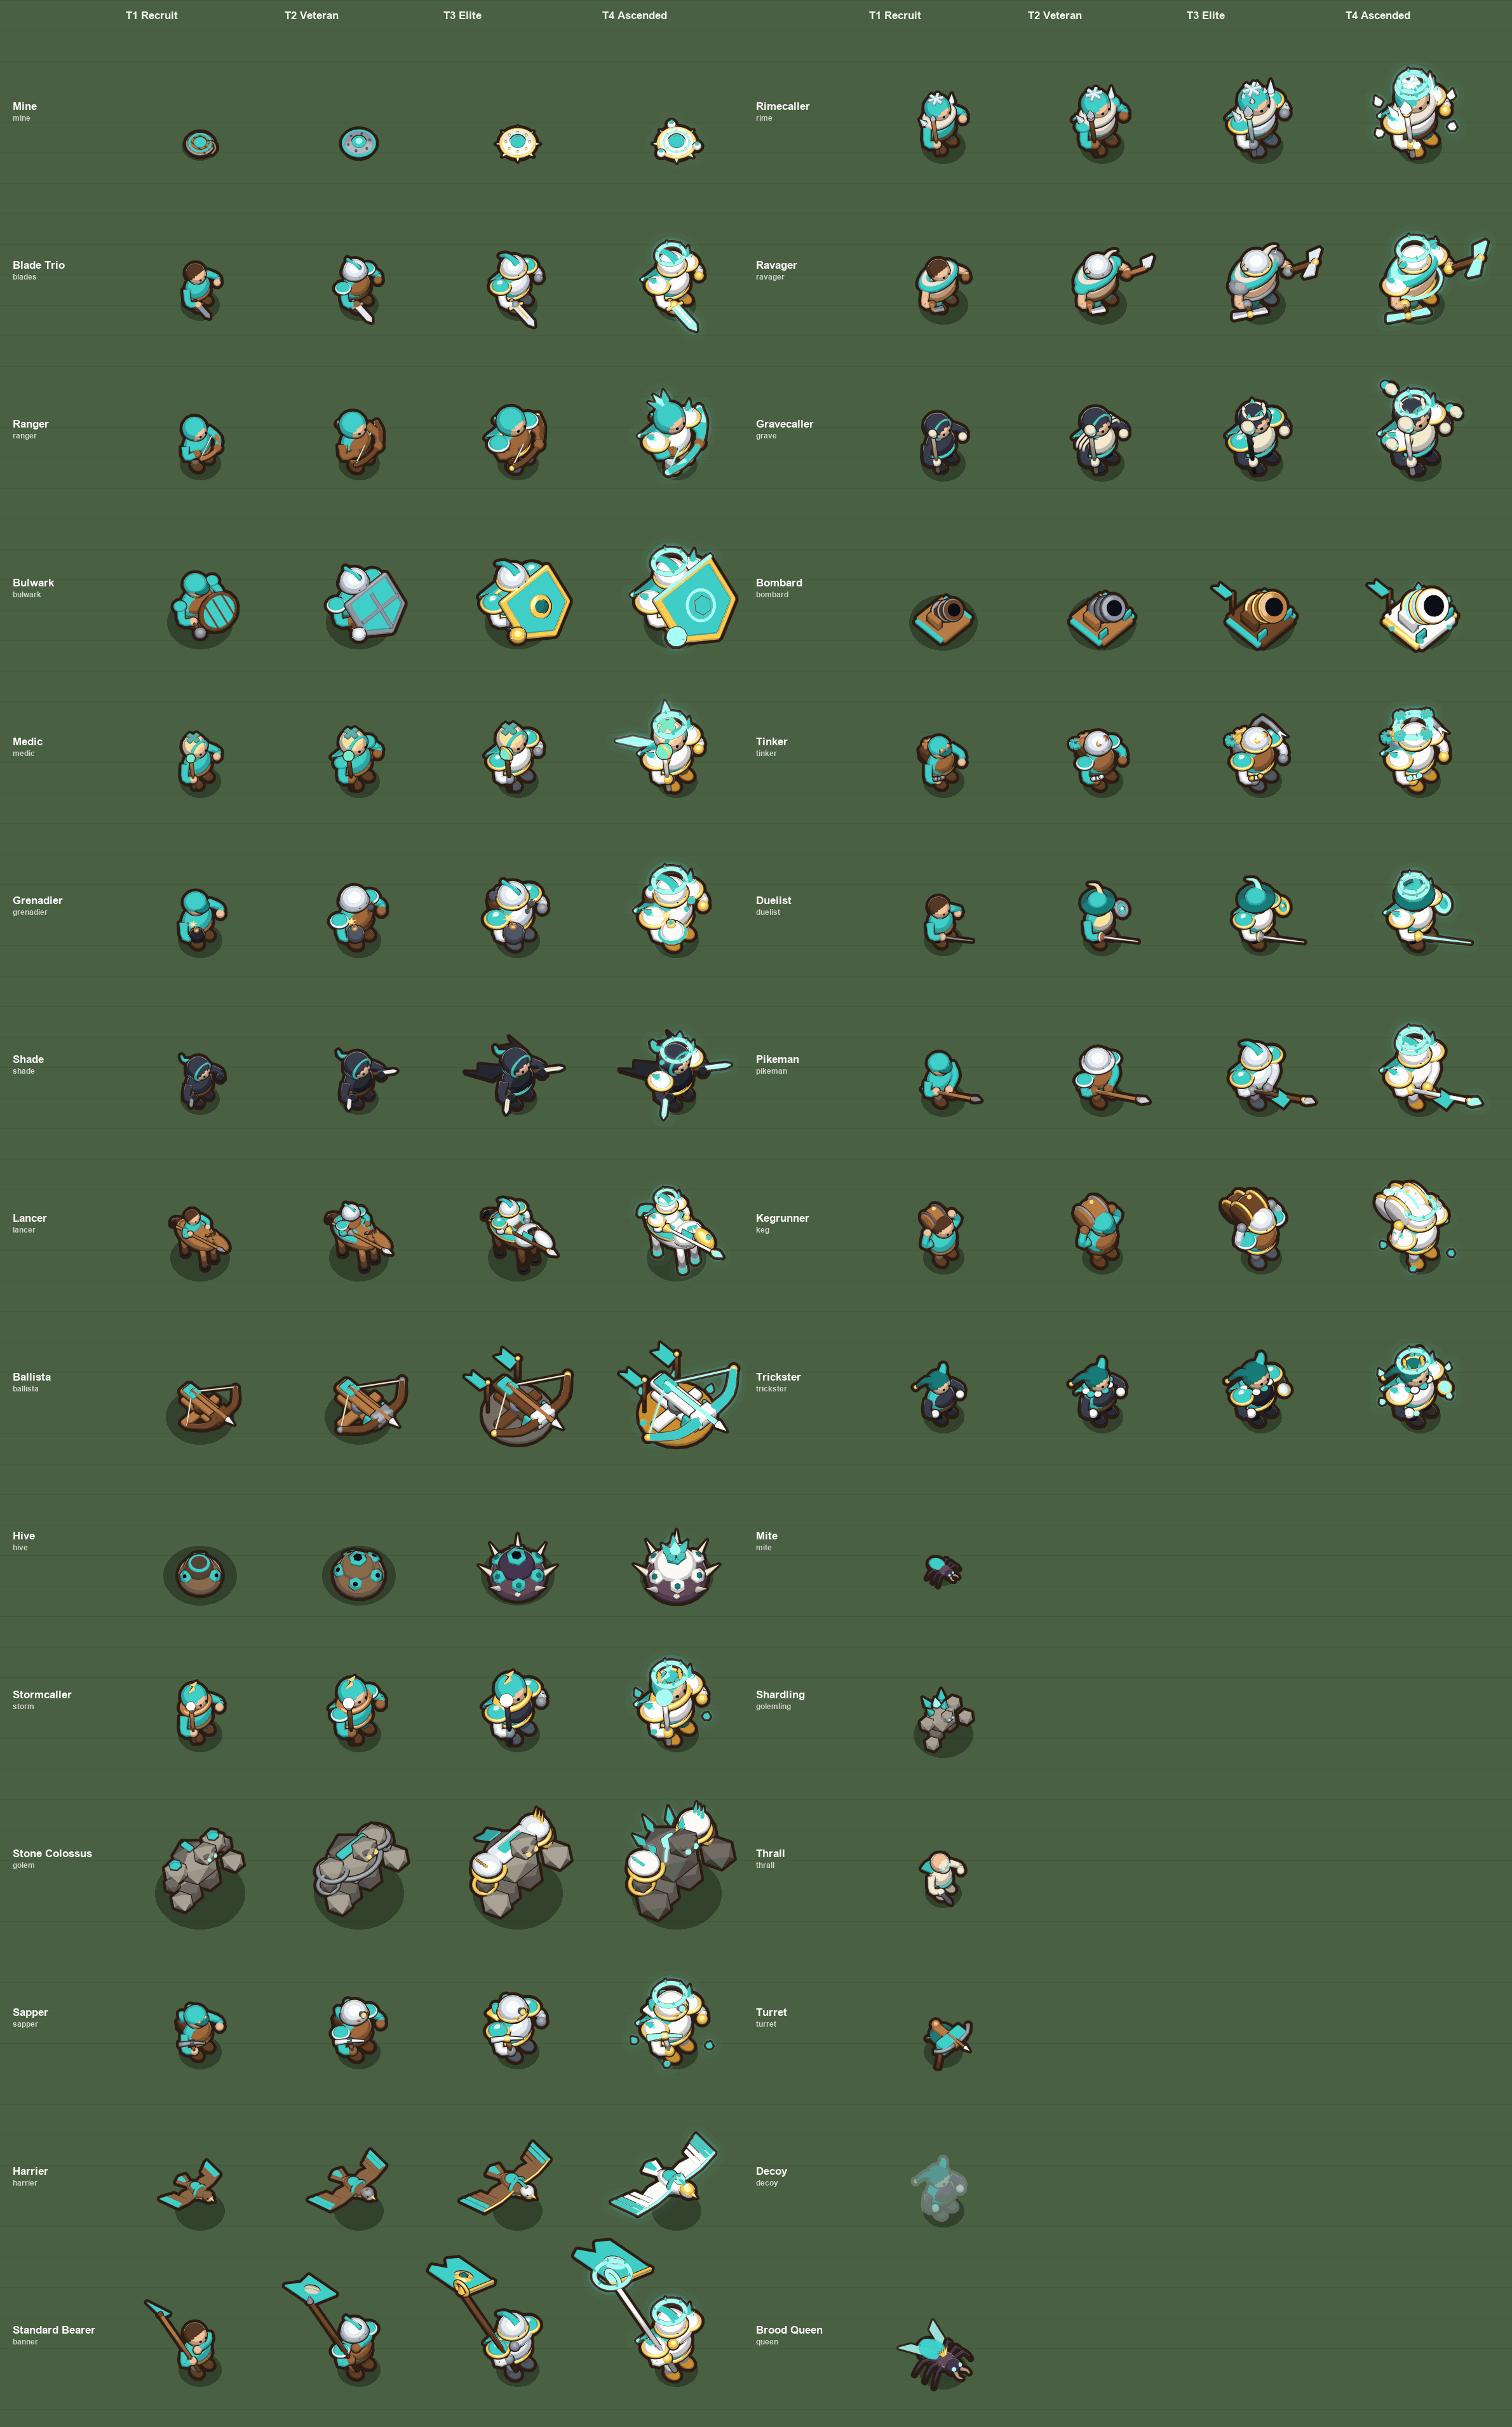 T1 Recruit T2 Veteran T3 Elite T4 Ascended T1 Recruit T2 Veteran T3 Elite T4 Ascended
Mine
mine
Rimecaller
rime
Blade Trio
blades
Ravager
ravager
Ranger
ranger
Gravecaller
grave
Bulwark
bulwark
Bombard
bombard
Medic
medic
Tinker
tinker
Grenadier
grenadier
Duelist
duelist
Shade
shade
Pikeman
pikeman
Lancer
lancer
Kegrunner
keg
Ballista
ballista
Trickster
trickster
Hive
hive
Mite
mite
Stormcaller
storm
Shardling
golemling
Stone Colossus
golem
Thrall
thrall
Sapper
sapper
Turret
turret
Harrier
harrier
Decoy
decoy
Standard Bearer
banner
Brood Queen
queen